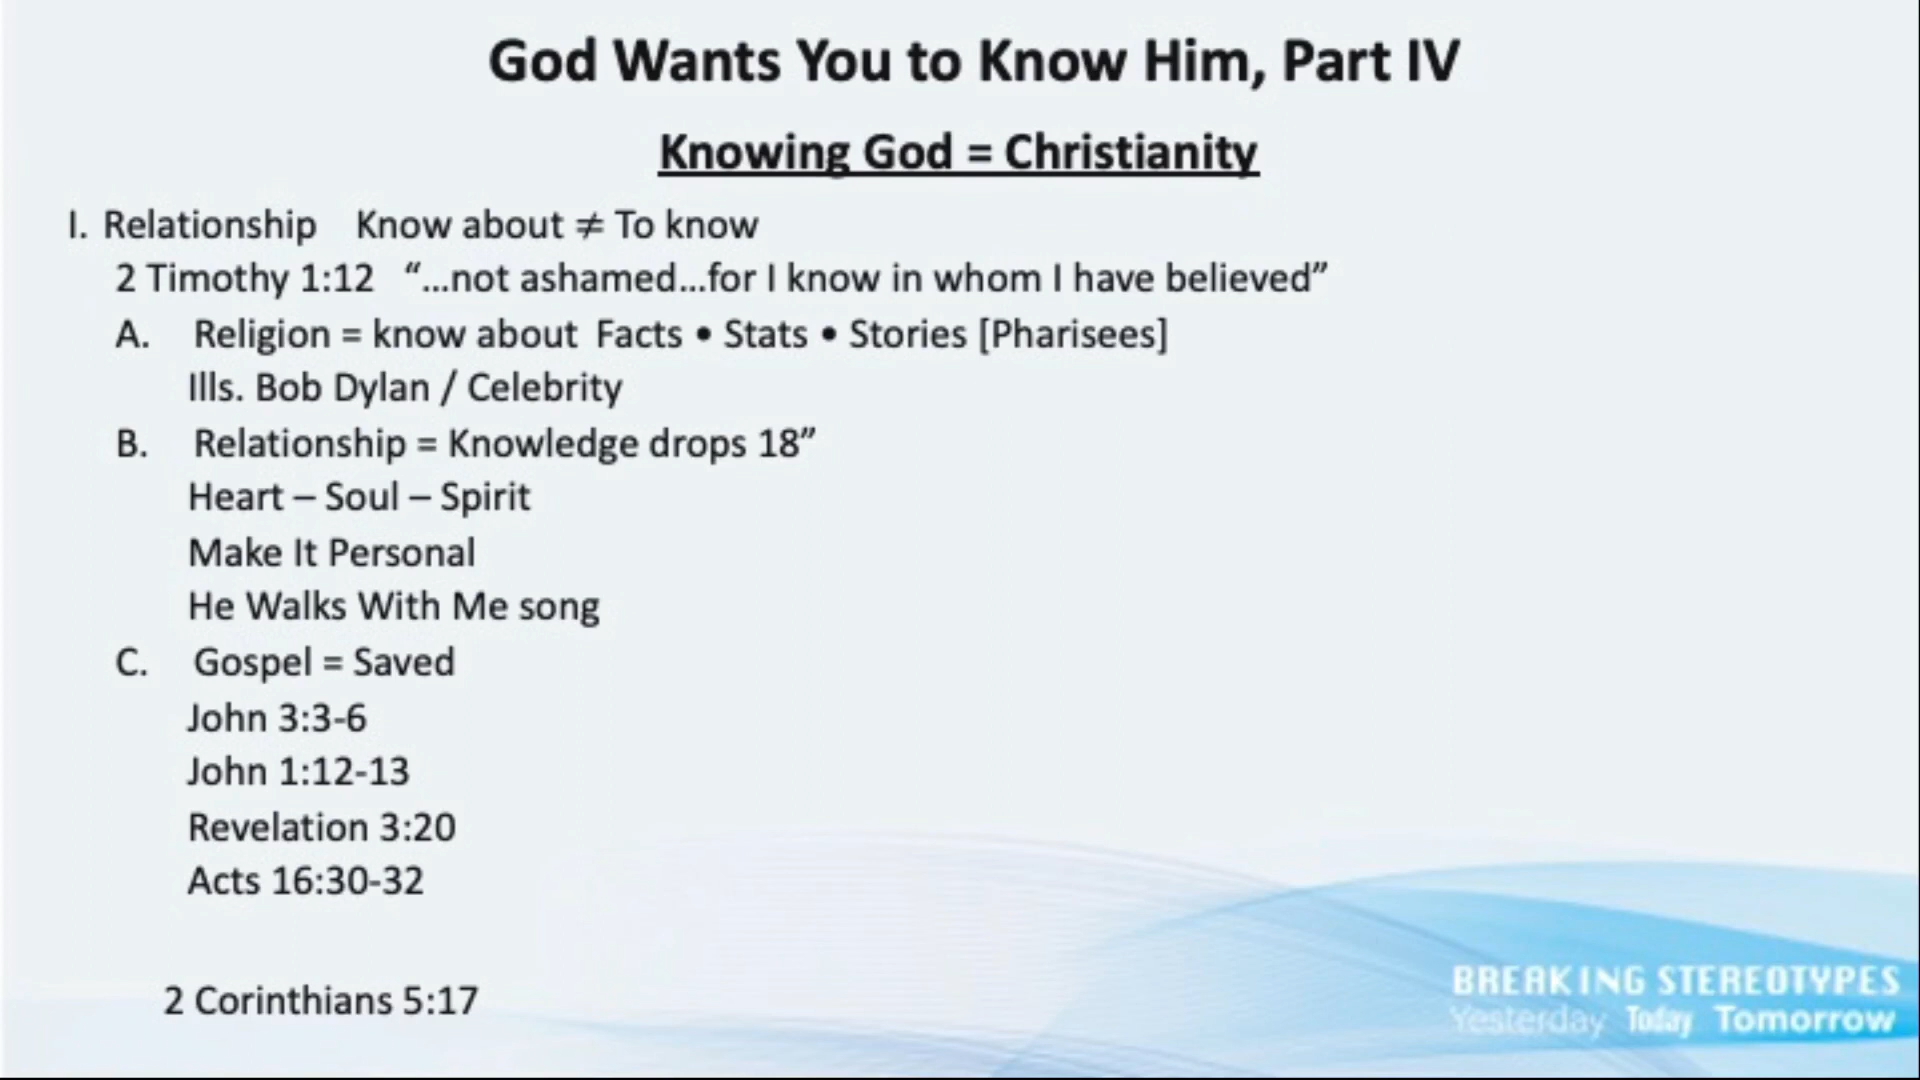 God Wants You to Know Him, Part IV
Knowing God = Christianity
I. Relationship Know about ≠ To know
2 Timothy 1:12 “...not ashamed...for I know in whom I have believed”
A. Religion = know about Facts • Stats • Stories [Pharisees]
Ills. Bob Dylan / Celebrity
B. Relationship = Knowledge drops 18”
Heart – Soul – Spirit
Make It Personal
He Walks With Me song
C. Gospel = Saved
John 3:3-6
John 1:12-13
Revelation 3:20
Acts 16:30-32
2 Corinthians 5:17
BREAKING STEREOTYPES
Yesterday Today Tomorrow